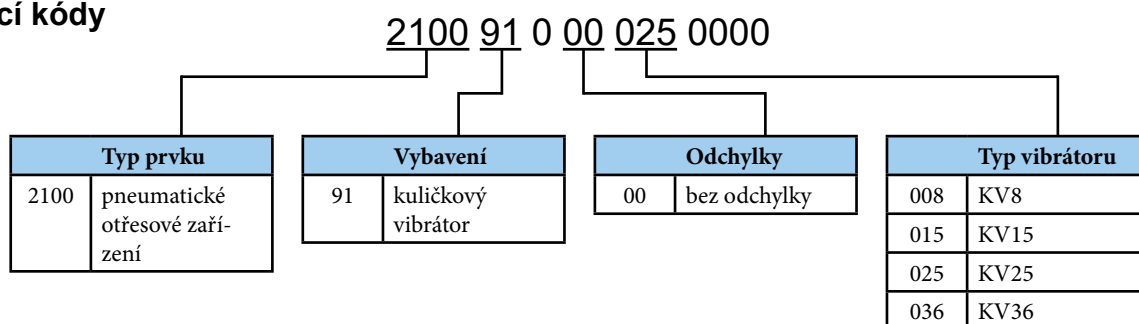 cí kódy
2100 91 0 00 025 0000
Typ prvku
2100 pneumatické
otřesové zaří-
zení
Vybavení
91 kuličkový
vibrátor
Odchylky
00 bez odchylky
Typ vibrátoru
008 KV8
015 KV15
025 KV25
036 KV36